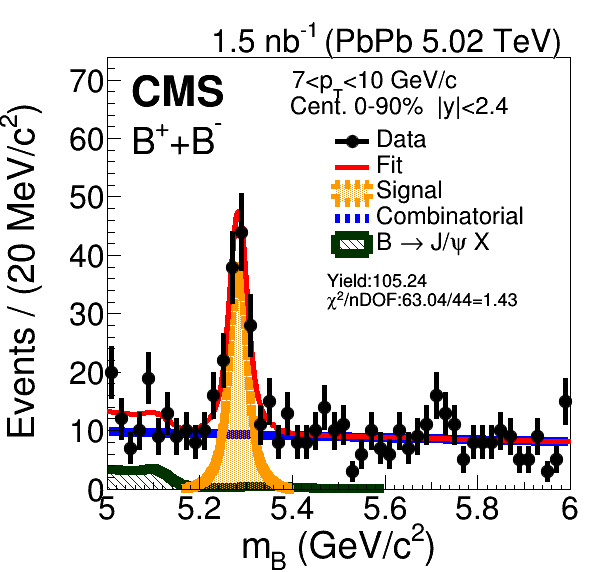 1.5 nb⁻¹ (PbPb 5.02 TeV)
CMS
B⁺+B⁻
7<p_T<10 GeV/c
Cent. 0-90% |y|<2.4
Data
Fit
Signal
Combinatorial
B → J/ψ X
Yield:105.24
χ²/nDOF:63.04/44=1.43
Events / (20 MeV/c²)
70
60
50
40
30
20
10
0
5 5.2 5.4 5.6 5.8 6
m_B (GeV/c²)